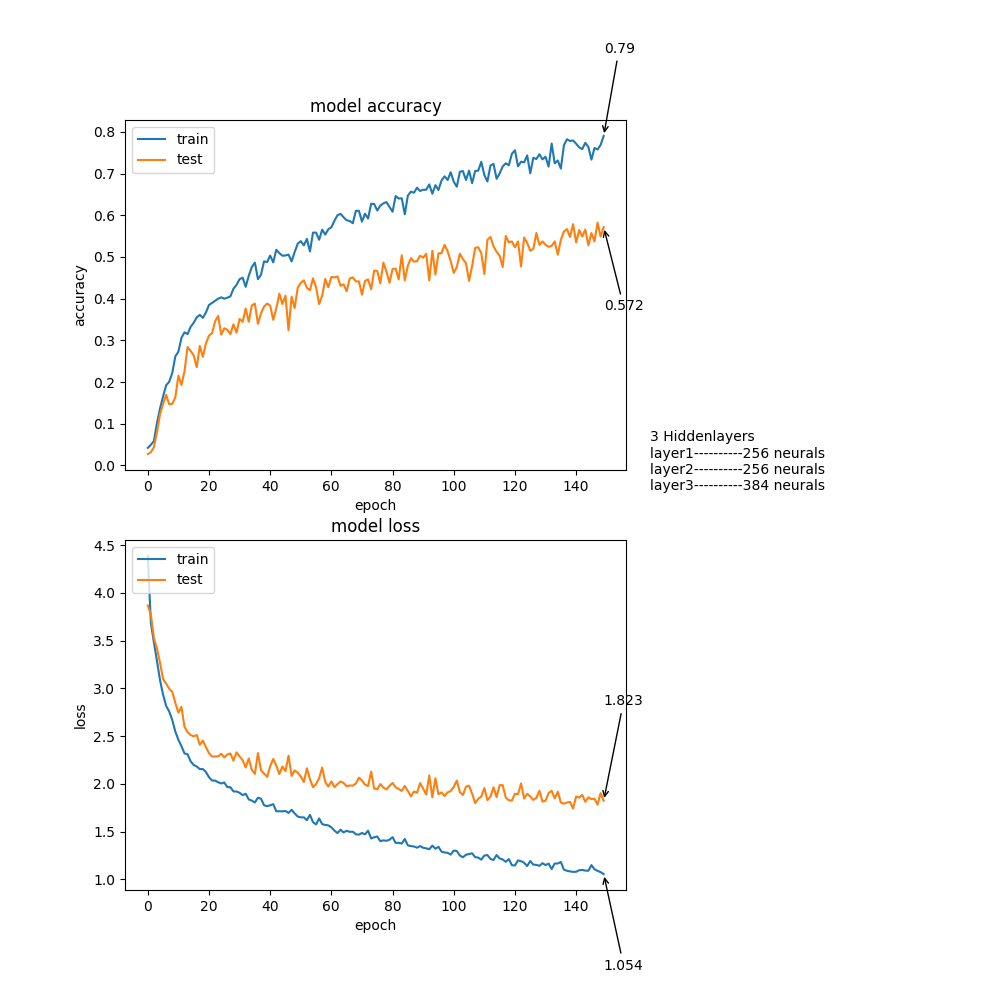 0.79
model accuracy
train
test
0.8
0.7
0.6
0.5
0.4
0.3
0.2
0.1
0.0
accuracy
0.572
0 20 40 60 80 100 120 140
epoch
3 Hiddenlayers
layer1----------256 neurals
layer2----------256 neurals
layer3----------384 neurals
model loss
train
test
4.5
4.0
3.5
3.0
2.5
2.0
1.5
1.0
loss
1.823
0 20 40 60 80 100 120 140
epoch
1.054